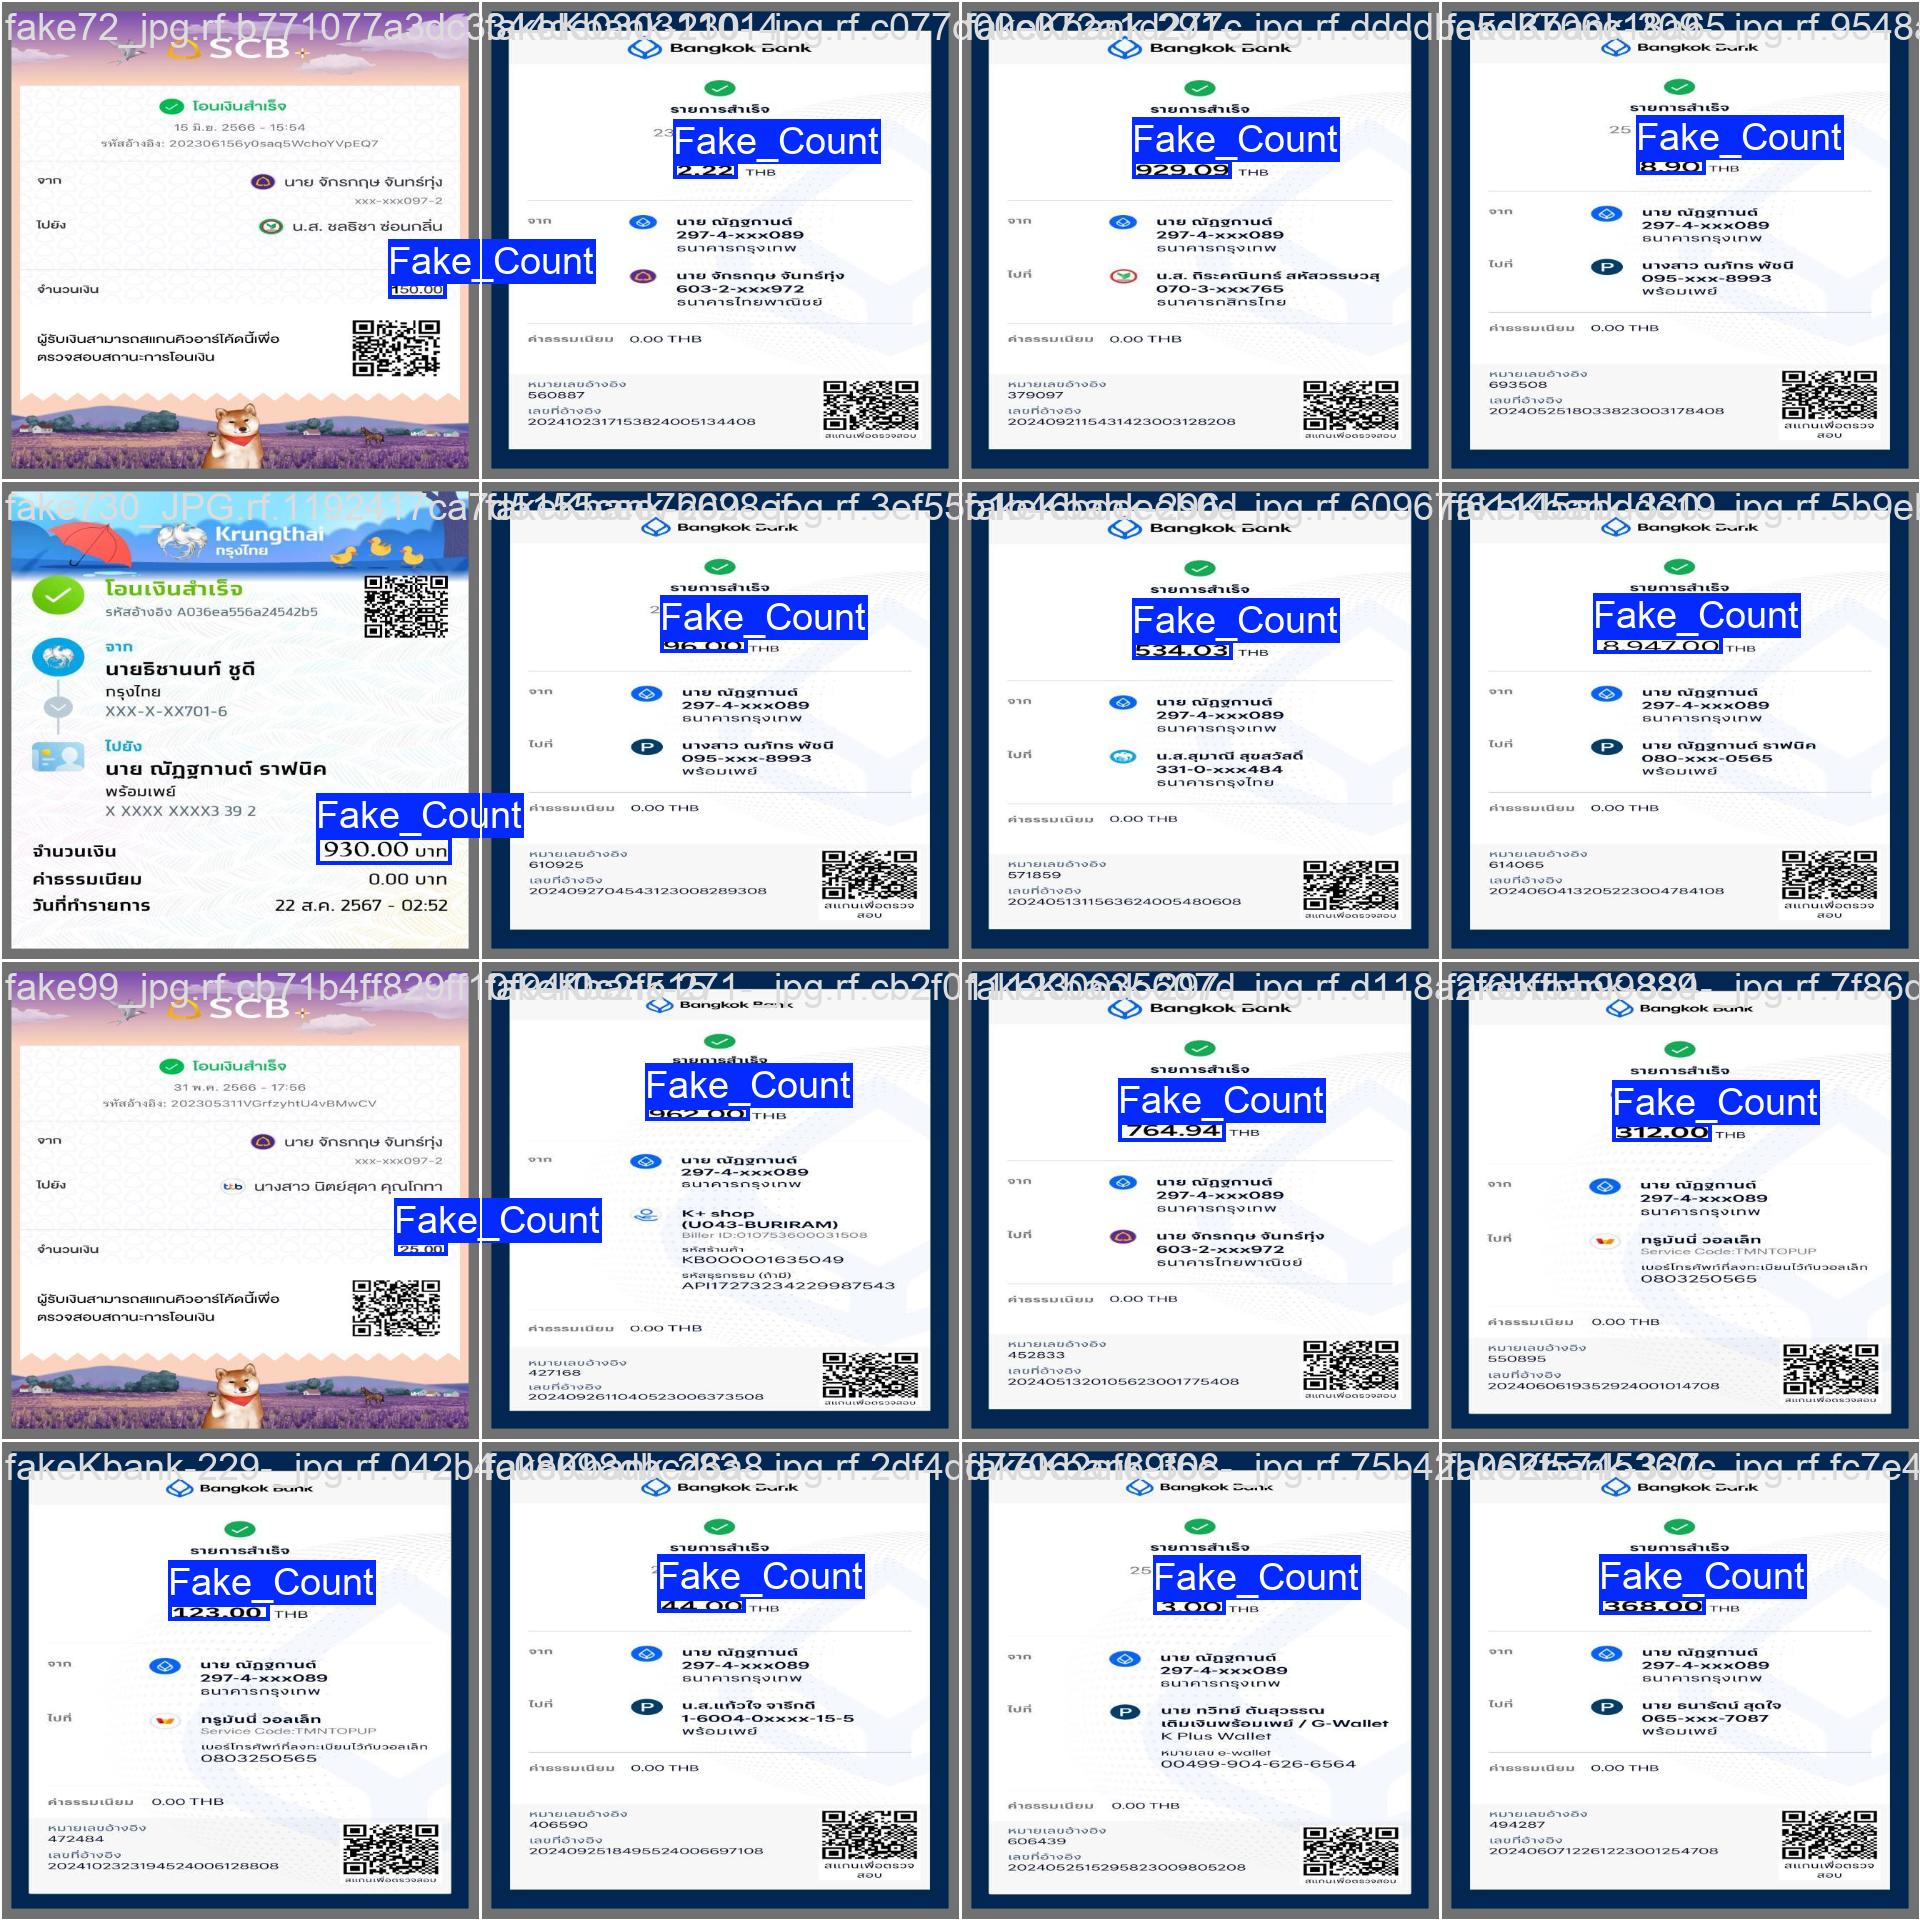 SCB
โอนเงินสำเร็จ
15 มิ.ย. 2566 - 15:54
รหัสอ้างอิง: 202306156y0saq5WchoYVpEQ7
จาก
นาย จักรกฤษ จันทร์ทุ่ง
xxx-xxx097-2
ไปยัง
น.ส. ชลธิชา ซ่อนกลิ่น
Fake_Count
จำนวนเงิน
150.00
ผู้รับเงินสามารถสแกนคิวอาร์โค้ดนี้เพื่อ
ตรวจสอบสถานะการโอนเงิน
Bangkok Bank
รายการสำเร็จ
Fake_Count
2.22 THB
จาก
นาย ณัฏฐกานต์
297-4-xxx089
ธนาคารกรุงเทพ
นาย จักรกฤษ จันทร์ทุ่ง
603-2-xxx972
ธนาคารไทยพาณิชย์
ค่าธรรมเนียม 0.00 THB
หมายเลขอ้างอิง
560887
เลขที่อ้างอิง
2024102317153824005134408
สแกนเพื่อตรวจสอบ
Bangkok Bank
รายการสำเร็จ
Fake_Count
929.09 THB
จาก
นาย ณัฏฐกานต์
297-4-xxx089
ธนาคารกรุงเทพ
ไปที่
น.ส. ถิระคณินทร์ สหัสวรรษวสุ
070-3-xxx765
ธนาคารกสิกรไทย
ค่าธรรมเนียม 0.00 THB
หมายเลขอ้างอิง
379097
เลขที่อ้างอิง
2024092115431423003128208
สแกนเพื่อตรวจสอบ
Bangkok Bank
รายการสำเร็จ
25
Fake_Count
8.90 THB
จาก
นาย ณัฏฐกานต์
297-4-xxx089
ธนาคารกรุงเทพ
ไปที่
นางสาว ณภัทร พัชนี
095-xxx-8993
พร้อมเพย์
ค่าธรรมเนียม 0.00 THB
หมายเลขอ้างอิง
693508
เลขที่อ้างอิง
2024052518033823003178408
สแกนเพื่อตรวจ
สอบ
Krungthai
กรุงไทย
โอนเงินสำเร็จ
รหัสอ้างอิง A036ea556a24542b5
จาก
นายธิชานนท์ ชูดี
กรุงไทย
XXX-X-XX701-6
ไปยัง
นาย ณัฏฐกานต์ ราฟนิค
พร้อมเพย์
X XXXX XXXX3 39 2
Fake_Count
จำนวนเงิน 930.00 บาท
ค่าธรรมเนียม 0.00 บาท
วันที่ทำรายการ 22 ส.ค. 2567 - 02:52
Bangkok Bank
รายการสำเร็จ
Fake_Count
96.00 THB
จาก
นาย ณัฏฐกานต์
297-4-xxx089
ธนาคารกรุงเทพ
ไปที่
นางสาว ณภัทร พัชนี
095-xxx-8993
พร้อมเพย์
ค่าธรรมเนียม 0.00 THB
หมายเลขอ้างอิง
610925
เลขที่อ้างอิง
2024092704543123008289308
สแกนเพื่อตรวจ
สอบ
Bangkok Bank
รายการสำเร็จ
Fake_Count
534.03 THB
จาก
นาย ณัฏฐกานต์
297-4-xxx089
ธนาคารกรุงเทพ
ไปที่
น.ส.สุมาณี สุขสวัสดิ์
331-0-xxx484
ธนาคารกรุงไทย
ค่าธรรมเนียม 0.00 THB
หมายเลขอ้างอิง
571859
เลขที่อ้างอิง
2024051311563624005480608
สแกนเพื่อตรวจสอบ
Bangkok Bank
รายการสำเร็จ
Fake_Count
8,947.00 THB
จาก
นาย ณัฏฐกานต์
297-4-xxx089
ธนาคารกรุงเทพ
ไปที่
นาย ณัฏฐกานต์ ราฟนิค
080-xxx-0565
พร้อมเพย์
ค่าธรรมเนียม 0.00 THB
หมายเลขอ้างอิง
614065
เลขที่อ้างอิง
2024060413205223004784108
สแกนเพื่อตรวจ
สอบ
SCB
โอนเงินสำเร็จ
31 พ.ค. 2566 - 17:56
รหัสอ้างอิง: 202305311VGrfzyhtU4vBMwCV
จาก
นาย จักรกฤษ จันทร์ทุ่ง
xxx-xxx097-2
ไปยัง
ttb นางสาว นิตย์สุดา คุณโททา
Fake_Count
จำนวนเงิน
25.00
ผู้รับเงินสามารถสแกนคิวอาร์โค้ดนี้เพื่อ
ตรวจสอบสถานะการโอนเงิน
Bangkok Bank
รายการสำเร็จ
Fake_Count
962.00 THB
จาก
นาย ณัฏฐกานต์
297-4-xxx089
ธนาคารกรุงเทพ
K+ shop
(U043-BURIRAM)
Biller ID:010753600031508
รหัสร้านค้า
KB000001635049
รหัสธุรกรรม (ถ้ามี)
API17273234229987543
ค่าธรรมเนียม 0.00 THB
หมายเลขอ้างอิง
427168
เลขที่อ้างอิง
2024092611040523006373508
สแกนเพื่อตรวจสอบ
Bangkok Bank
รายการสำเร็จ
Fake_Count
764.94 THB
จาก
นาย ณัฏฐกานต์
297-4-xxx089
ธนาคารกรุงเทพ
ไปที่
นาย จักรกฤษ จันทร์ทุ่ง
603-2-xxx972
ธนาคารไทยพาณิชย์
ค่าธรรมเนียม 0.00 THB
หมายเลขอ้างอิง
452833
เลขที่อ้างอิง
2024051320105623001775408
สแกนเพื่อตรวจสอบ
Bangkok Bank
รายการสำเร็จ
Fake_Count
312.00 THB
จาก
นาย ณัฏฐกานต์
297-4-xxx089
ธนาคารกรุงเทพ
ไปที่
ทรูมันนี่ วอลเล็ท
Service Code:TMNTOPUP
เบอร์โทรศัพท์ที่ลงทะเบียนไว้กับวอลเล็ท
0803250565
ค่าธรรมเนียม 0.00 THB
หมายเลขอ้างอิง
550895
เลขที่อ้างอิง
2024060619352924001014708
สแกนเพื่อตรวจสอบ
Bangkok Bank
รายการสำเร็จ
Fake_Count
123.00 THB
จาก
นาย ณัฏฐกานต์
297-4-xxx089
ธนาคารกรุงเทพ
ไปที่
ทรูมันนี่ วอลเล็ท
Service Code:TMNTOPUP
เบอร์โทรศัพท์ที่ลงทะเบียนไว้กับวอลเล็ท
0803250565
ค่าธรรมเนียม 0.00 THB
หมายเลขอ้างอิง
472484
เลขที่อ้างอิง
2024102323194524006128808
สแกนเพื่อตรวจสอบ
Bangkok Bank
รายการสำเร็จ
Fake_Count
44.00 THB
จาก
นาย ณัฏฐกานต์
297-4-xxx089
ธนาคารกรุงเทพ
ไปที่
น.ส.แก้วใจ จารึกดี
1-6004-0xxxx-15-5
พร้อมเพย์
ค่าธรรมเนียม 0.00 THB
หมายเลขอ้างอิง
406590
เลขที่อ้างอิง
2024092518495524006697108
สแกนเพื่อตรวจ
สอบ
Bangkok Bank
รายการสำเร็จ
25
Fake_Count
3.00 THB
จาก
นาย ณัฏฐกานต์
297-4-xxx089
ธนาคารกรุงเทพ
ไปที่
นาย ทวิทย์ ตันสุวรรณ
เติมเงินพร้อมเพย์ / G-Wallet
K Plus Wallet
หมายเลข e-wallet
00499-904-626-6564
ค่าธรรมเนียม 0.00 THB
หมายเลขอ้างอิง
606439
เลขที่อ้างอิง
2024052515295823009805208
สแกนเพื่อตรวจสอบ
Bangkok Bank
รายการสำเร็จ
Fake_Count
368.00 THB
จาก
นาย ณัฏฐกานต์
297-4-xxx089
ธนาคารกรุงเทพ
ไปที่
นาย ธนารัตน์ สุดใจ
065-xxx-7087
พร้อมเพย์
ค่าธรรมเนียม 0.00 THB
หมายเลขอ้างอิง
494287
เลขที่อ้างอิง
2024060712261223001254708
สแกนเพื่อตรวจ
สอบ